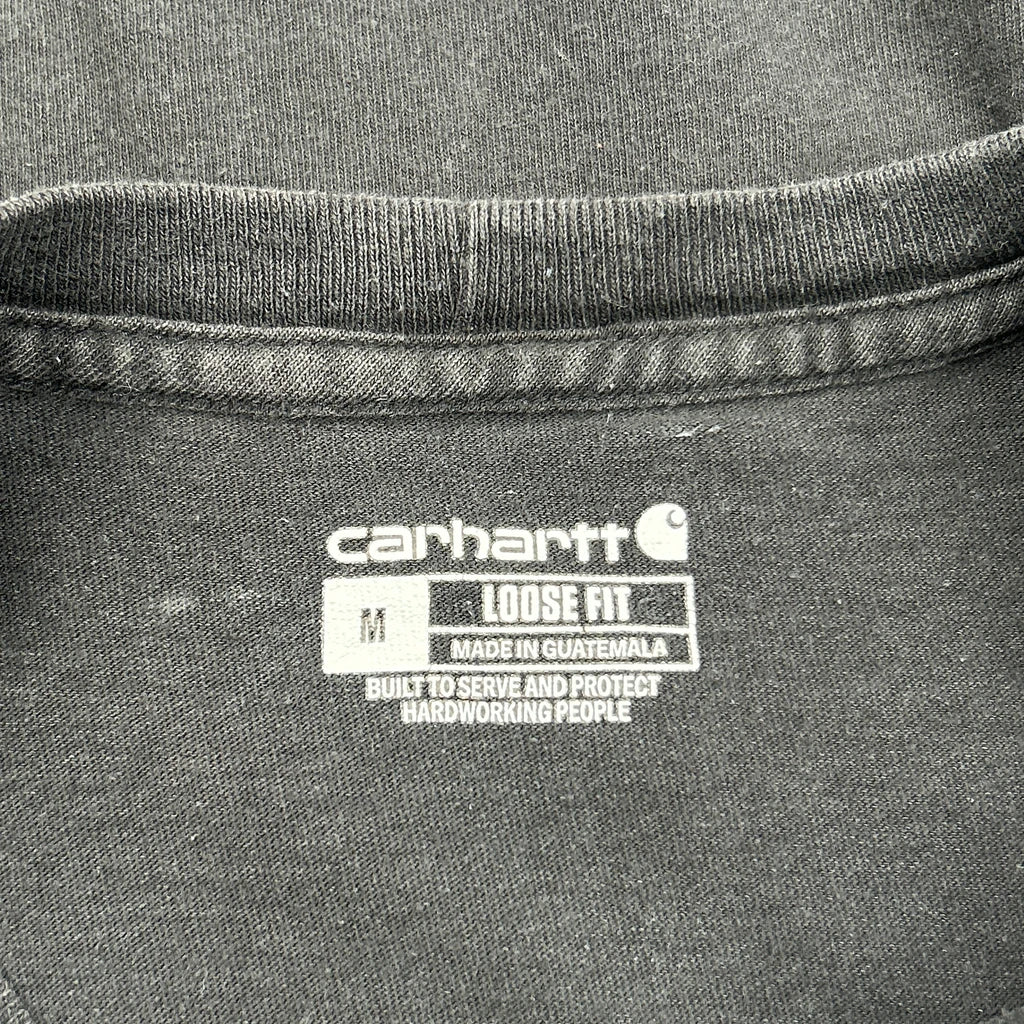 carhartt
M
LOOSE FIT
MADE IN GUATEMALA
BUILT TO SERVE AND PROTECT
HARDWORKING PEOPLE